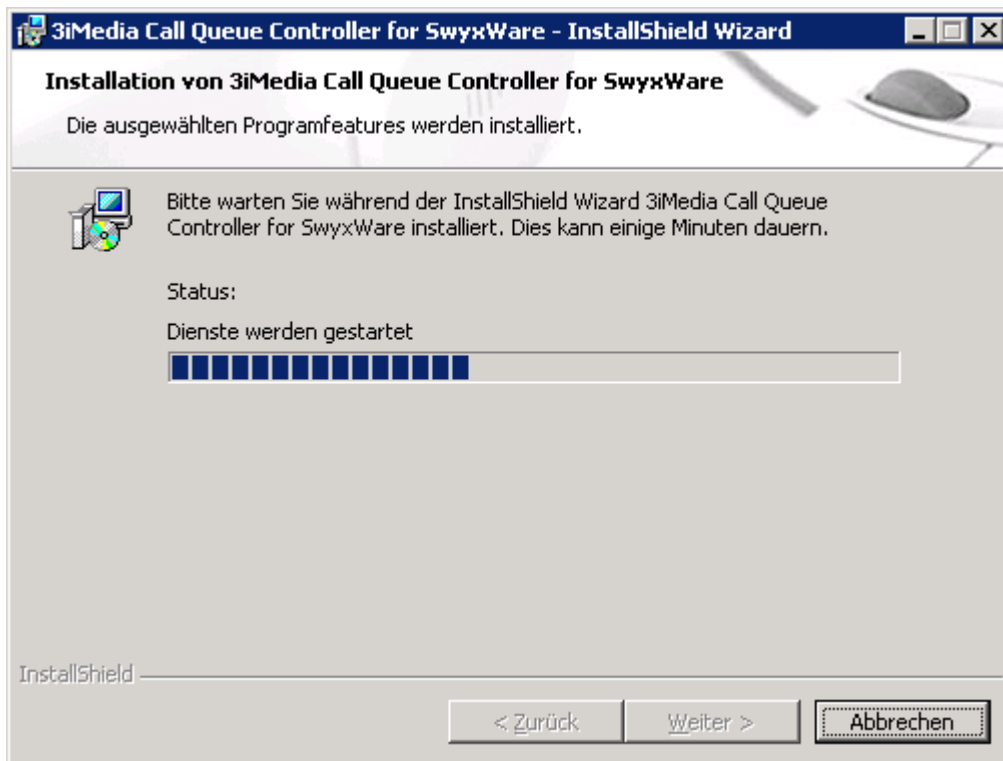 3iMedia Call Queue Controller for SwyxWare - InstallShield Wizard
Installation von 3iMedia Call Queue Controller for SwyxWare
Die ausgewählten Programfeatures werden installiert.
Bitte warten Sie während der InstallShield Wizard 3iMedia Call Queue
Controller for SwyxWare installiert. Dies kann einige Minuten dauern.
Status:
Dienste werden gestartet
InstallShield
< Zurück
Weiter >
Abbrechen